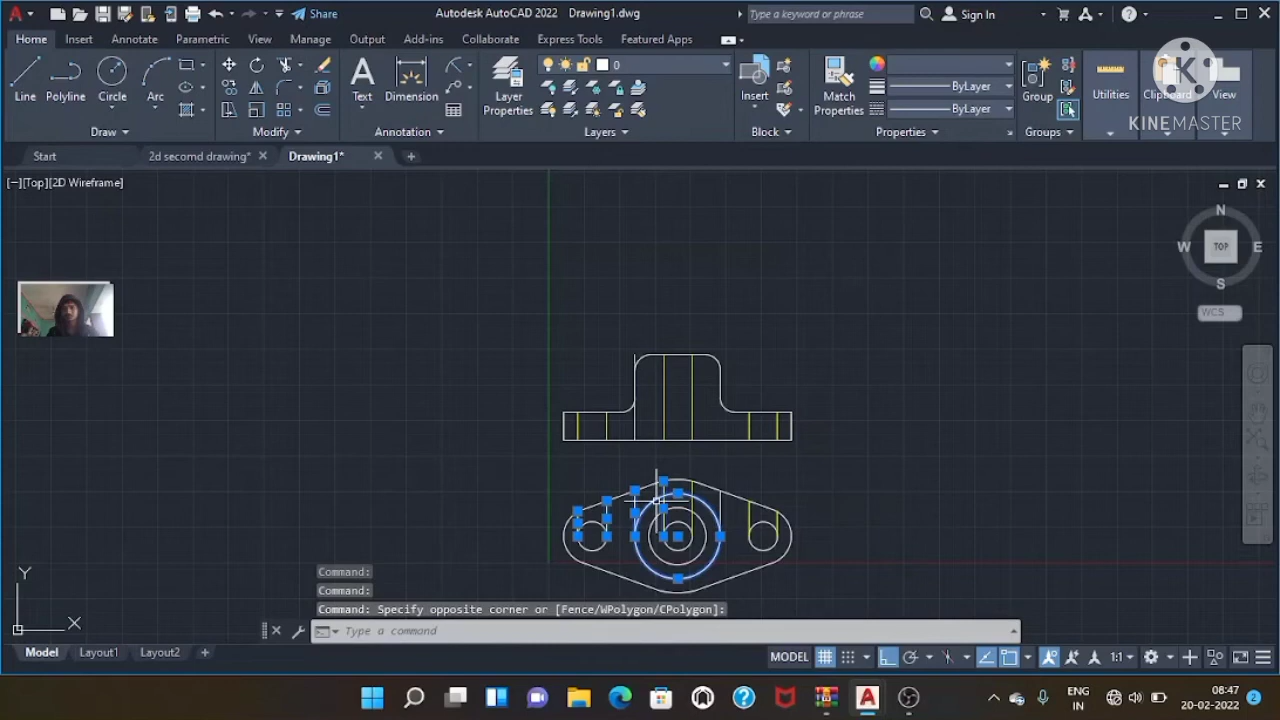 Share
Autodesk AutoCAD 2022 Drawing1.dwg
Type a keyword or phrase
Sign In
Home Insert Annotate Parametric View Manage Output Add-ins Collaborate Express Tools Featured Apps
Line Polyline Circle Arc
Text Dimension
Layer
Properties
0
Insert
Match
Properties
ByLayer
ByLayer
Group
Utilities
Clipboard
View
K
KINEMASTER
Draw Modify Annotation Layers Block Properties Groups
Start
2d secomd drawing*
Drawing1*
[−][Top][2D Wireframe]
N
W TOP E
S
WCS
Y
X
Command:
Command:
Command: Specify opposite corner or [Fence/WPolygon/CPolygon]:
Type a command
Model Layout1 Layout2
MODEL
1:1
ENG
IN
08:47
20-02-2022
2